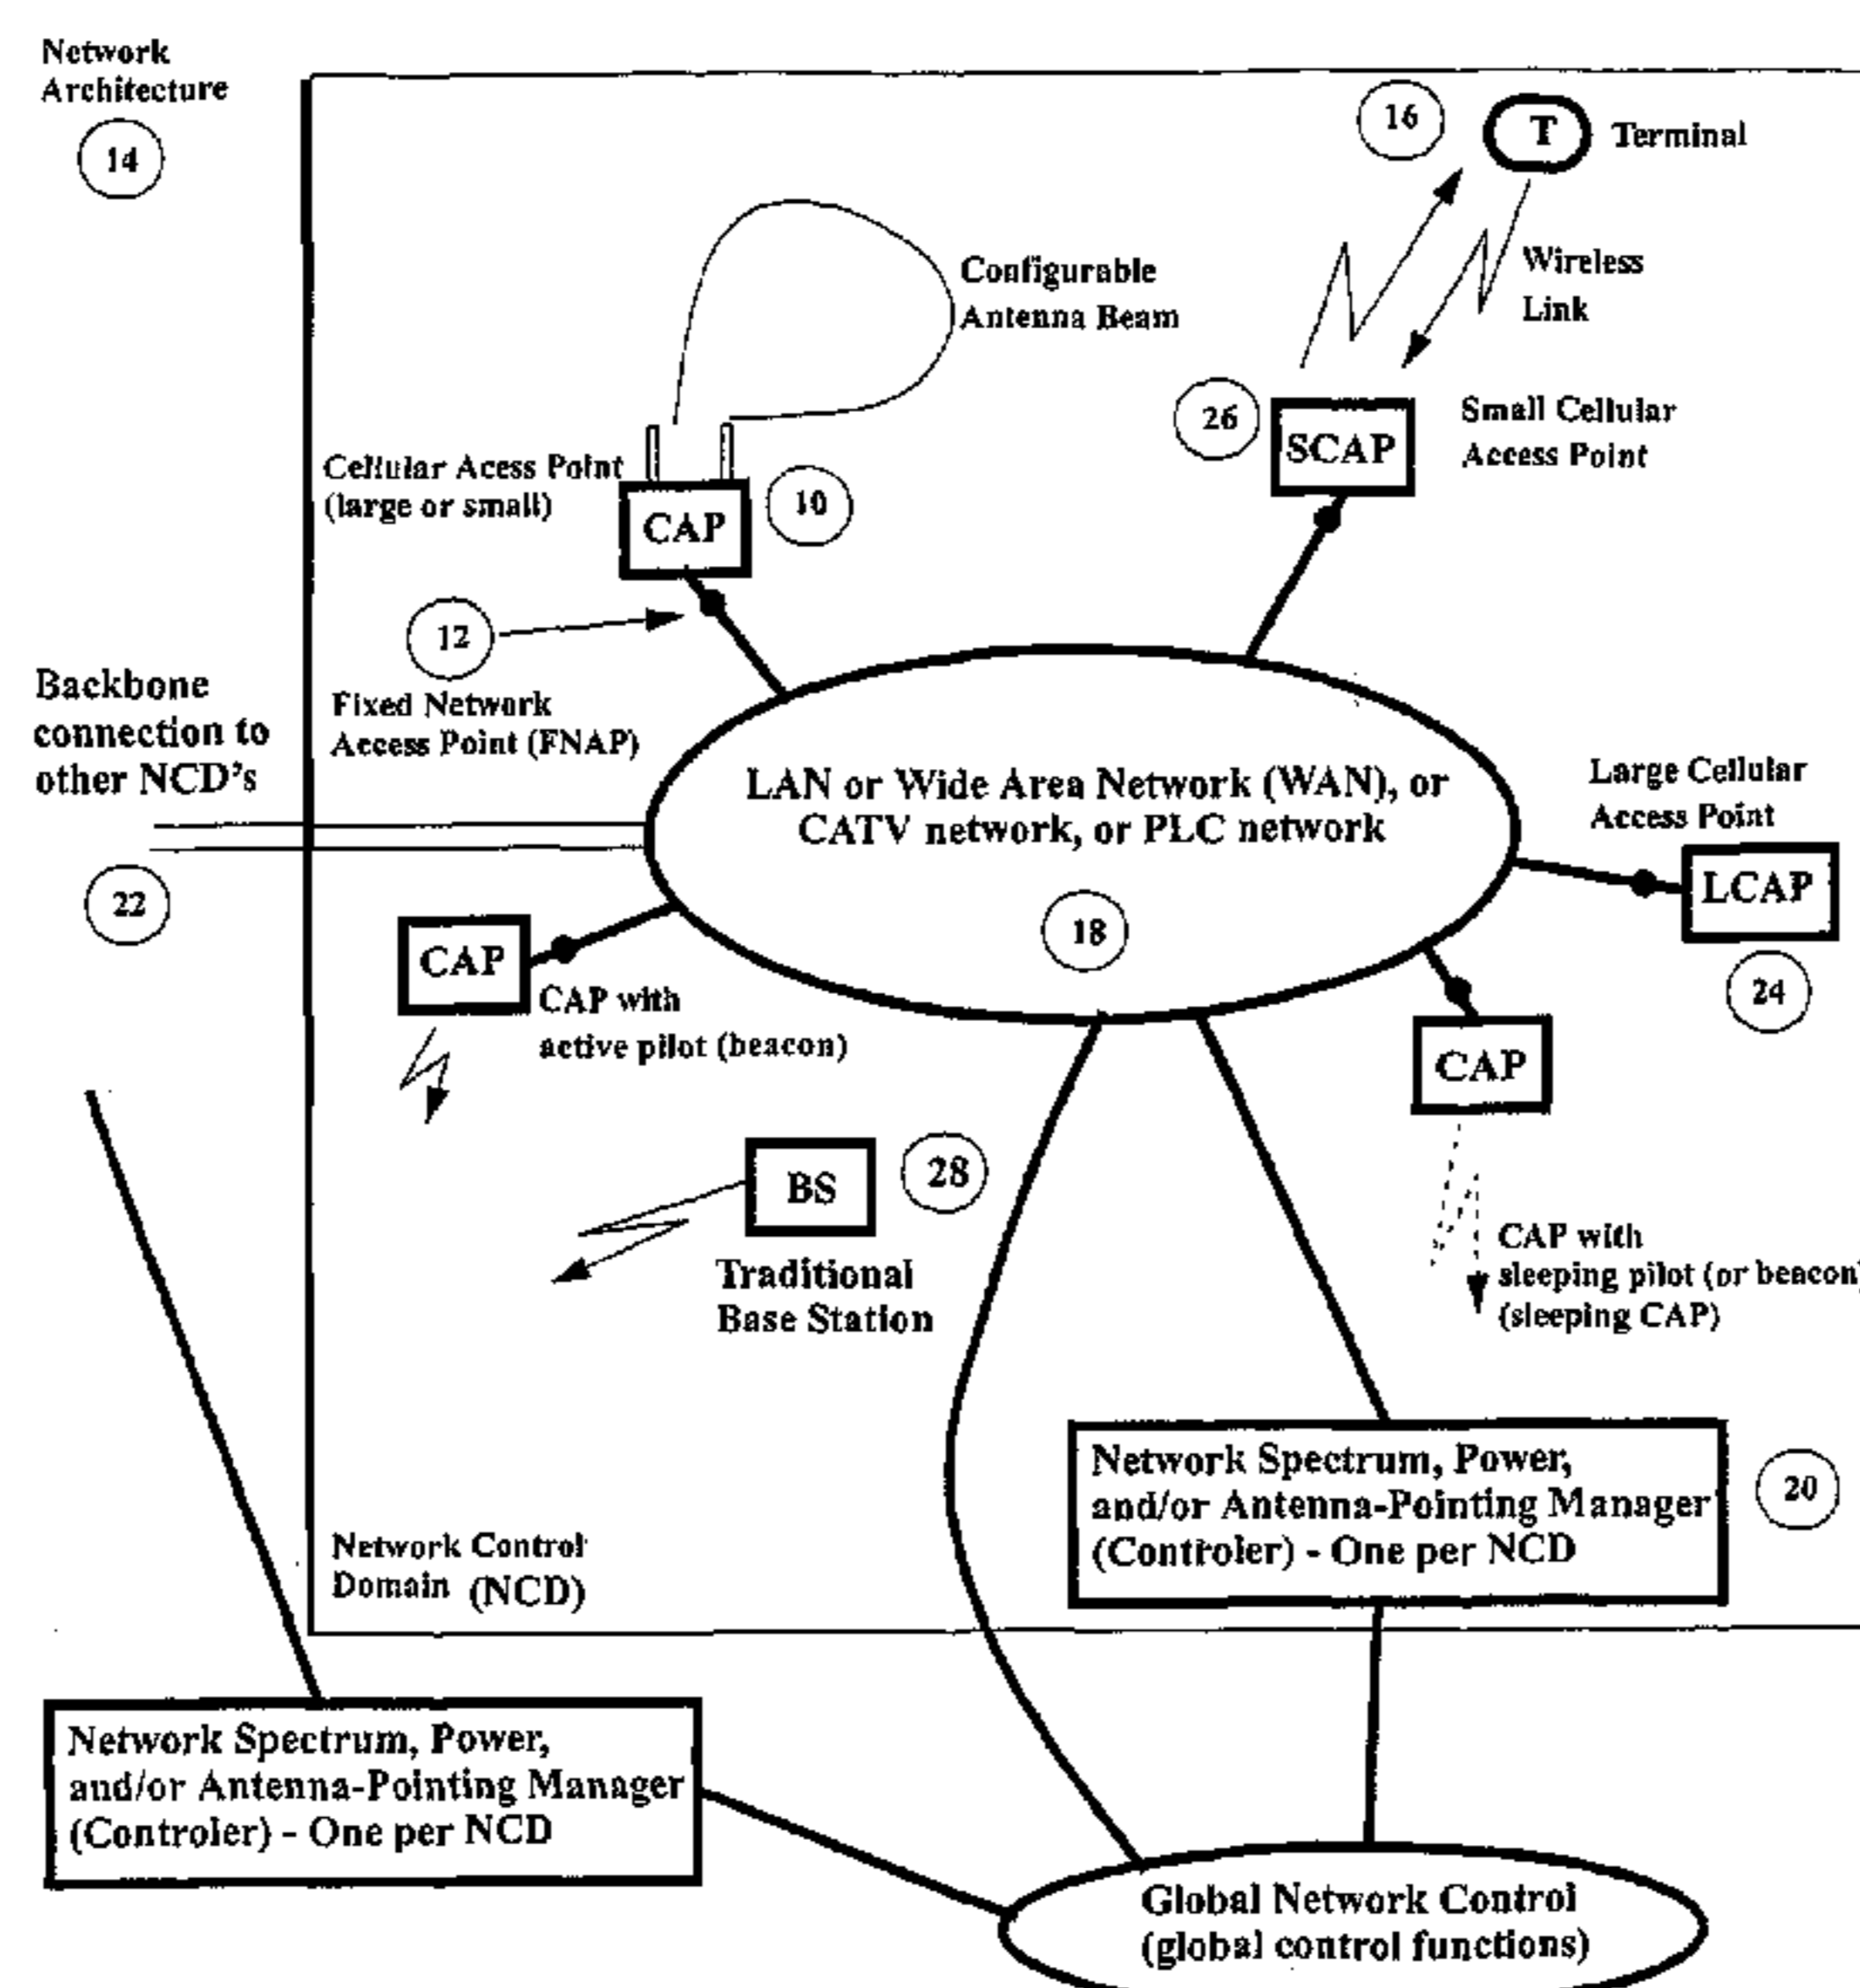 Network
Architecture
14
16
T
Terminal
Configurable
Antenna Beam
Wireless
Link
26
SCAP
Small Cellular
Access Point
Cellular Acess Point
(large or small)
CAP
10
12
Fixed Network
Access Point (FNAP)
Backbone
connection to
other NCD's
22
LAN or Wide Area Network (WAN), or
CATV network, or PLC network
18
Large Cellular
Access Point
LCAP
24
CAP
CAP with
active pilot (beacon)
CAP
CAP with
sleeping pilot (or beacon)
(sleeping CAP)
BS
28
Traditional
Base Station
Network Spectrum, Power,
and/or Antenna-Pointing Manager
(Controler) - One per NCD
20
Network Control
Domain (NCD)
Network Spectrum, Power,
and/or Antenna-Pointing Manager
(Controler) - One per NCD
Global Network Control
(global control functions)